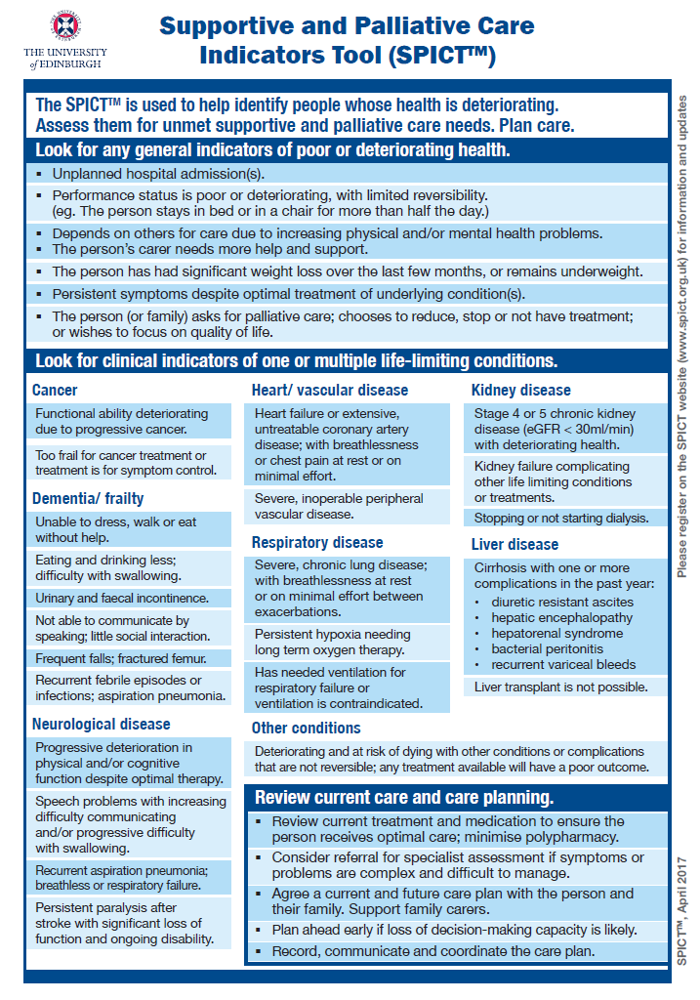 THE UNIVERSITY
of EDINBURGH
Supportive and Palliative Care
Indicators Tool (SPICT™)
The SPICT™ is used to help identify people whose health is deteriorating.
Assess them for unmet supportive and palliative care needs. Plan care.
Look for any general indicators of poor or deteriorating health.
▪ Unplanned hospital admission(s).
▪ Performance status is poor or deteriorating, with limited reversibility.
(eg. The person stays in bed or in a chair for more than half the day.)
▪ Depends on others for care due to increasing physical and/or mental health problems.
▪ The person's carer needs more help and support.
▪ The person has had significant weight loss over the last few months, or remains underweight.
▪ Persistent symptoms despite optimal treatment of underlying condition(s).
▪ The person (or family) asks for palliative care; chooses to reduce, stop or not have treatment;
or wishes to focus on quality of life.
Look for clinical indicators of one or multiple life-limiting conditions.
Cancer
Functional ability deteriorating
due to progressive cancer.
Too frail for cancer treatment or
treatment is for symptom control.
Dementia/ frailty
Unable to dress, walk or eat
without help.
Eating and drinking less;
difficulty with swallowing.
Urinary and faecal incontinence.
Not able to communicate by
speaking; little social interaction.
Frequent falls; fractured femur.
Recurrent febrile episodes or
infections; aspiration pneumonia.
Neurological disease
Progressive deterioration in
physical and/or cognitive
function despite optimal therapy.
Speech problems with increasing
difficulty communicating
and/or progressive difficulty
with swallowing.
Recurrent aspiration pneumonia;
breathless or respiratory failure.
Persistent paralysis after
stroke with significant loss of
function and ongoing disability.
Heart/ vascular disease
Heart failure or extensive,
untreatable coronary artery
disease; with breathlessness
or chest pain at rest or on
minimal effort.
Severe, inoperable peripheral
vascular disease.
Respiratory disease
Severe, chronic lung disease;
with breathlessness at rest
or on minimal effort between
exacerbations.
Persistent hypoxia needing
long term oxygen therapy.
Has needed ventilation for
respiratory failure or
ventilation is contraindicated.
Kidney disease
Stage 4 or 5 chronic kidney
disease (eGFR < 30ml/min)
with deteriorating health.
Kidney failure complicating
other life limiting conditions
or treatments.
Stopping or not starting dialysis.
Liver disease
Cirrhosis with one or more
complications in the past year:
• diuretic resistant ascites
• hepatic encephalopathy
• hepatorenal syndrome
• bacterial peritonitis
• recurrent variceal bleeds
Liver transplant is not possible.
Other conditions
Deteriorating and at risk of dying with other conditions or complications
that are not reversible; any treatment available will have a poor outcome.
Review current care and care planning.
▪ Review current treatment and medication to ensure the
person receives optimal care; minimise polypharmacy.
▪ Consider referral for specialist assessment if symptoms or
problems are complex and difficult to manage.
▪ Agree a current and future care plan with the person and
their family. Support family carers.
▪ Plan ahead early if loss of decision-making capacity is likely.
▪ Record, communicate and coordinate the care plan.
Please register on the SPICT website (www.spict.org.uk) for information and updates
SPICT™, April 2017